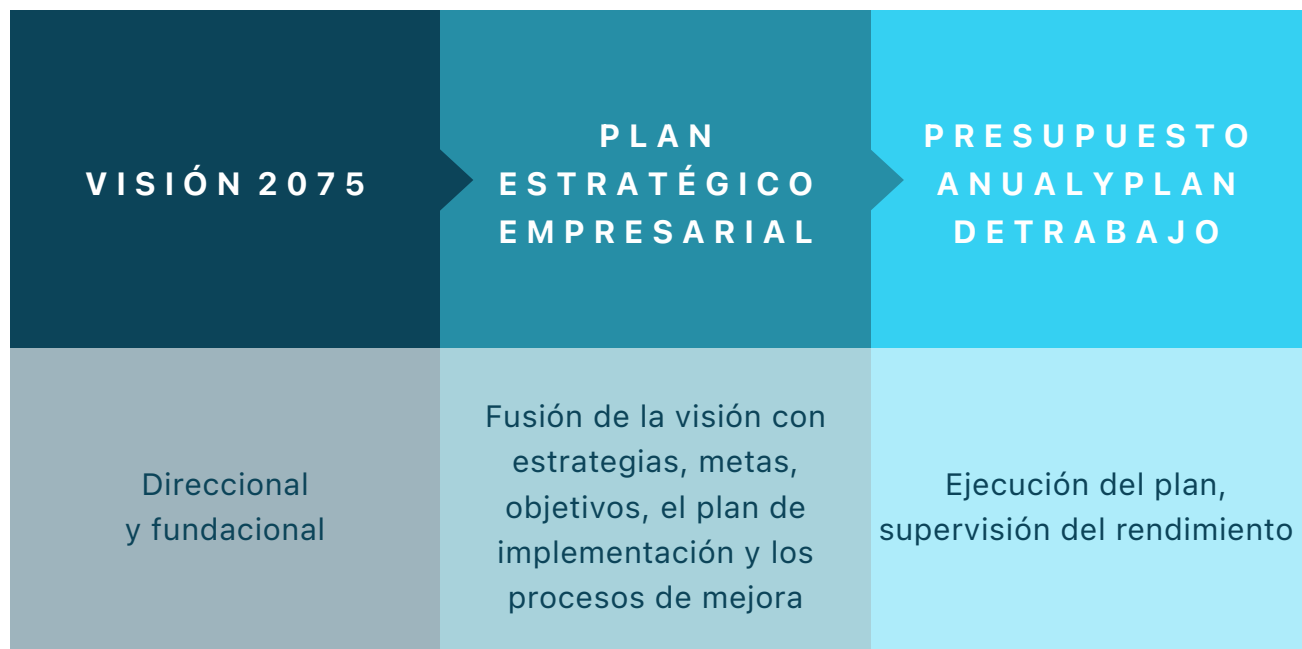 VISIÓN 2075
PLAN
ESTRATÉGICO
EMPRESARIAL
PRESUPUESTO
ANUALYPLAN
DETRABAJO
Direccional
y fundacional
Fusión de la visión con
estrategias, metas,
objetivos, el plan de
implementación y los
procesos de mejora
Ejecución del plan,
supervisión del rendimiento